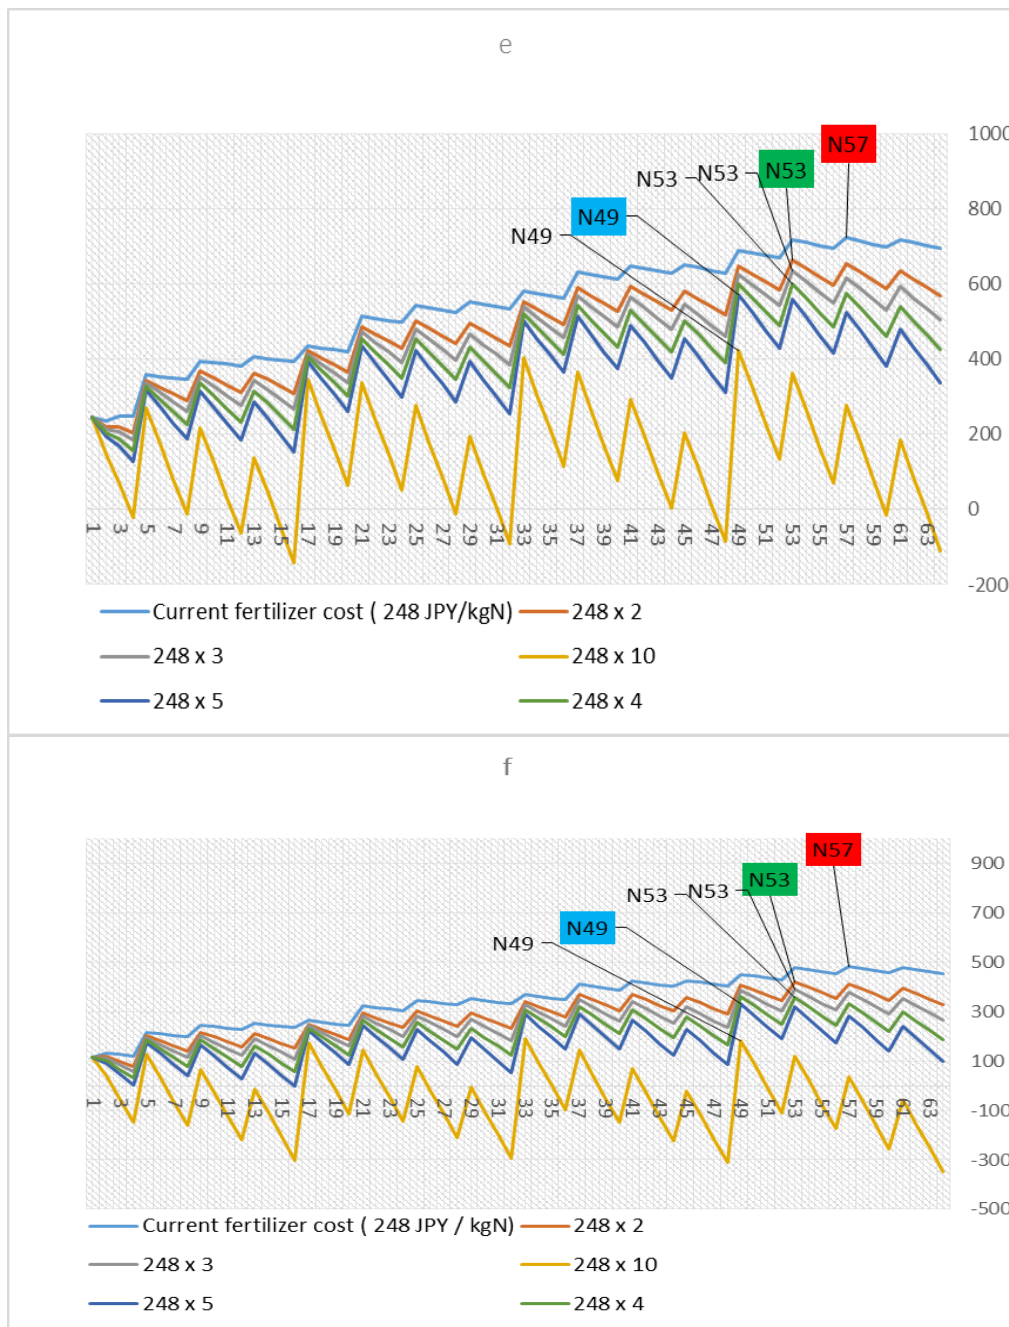 e
1000
N57
N53
N53
N53
800
N49
N49
600
400
200
0
1 3 5 7 9 11 13 15 17 19 21 23 25 27 29 31 33 35 37 39 41 43 45 47 49 51 53 55 57 59 61 63
-200
Current fertilizer cost ( 248 JPY/kgN) 248 x 2
248 x 3 248 x 10
248 x 5 248 x 4
f
N57
900
N53
N53
N53
700
N49
N49
500
300
100
1 3 5 7 9 11 13 15 17 19 21 23 25 27 29 31 33 35 37 39 41 43 45 47 49 51 53 55 57 59 61 63
-100
-300
-500
Current fertilizer cost ( 248 JPY / kgN) 248 x 2
248 x 3 248 x 10
248 x 5 248 x 4